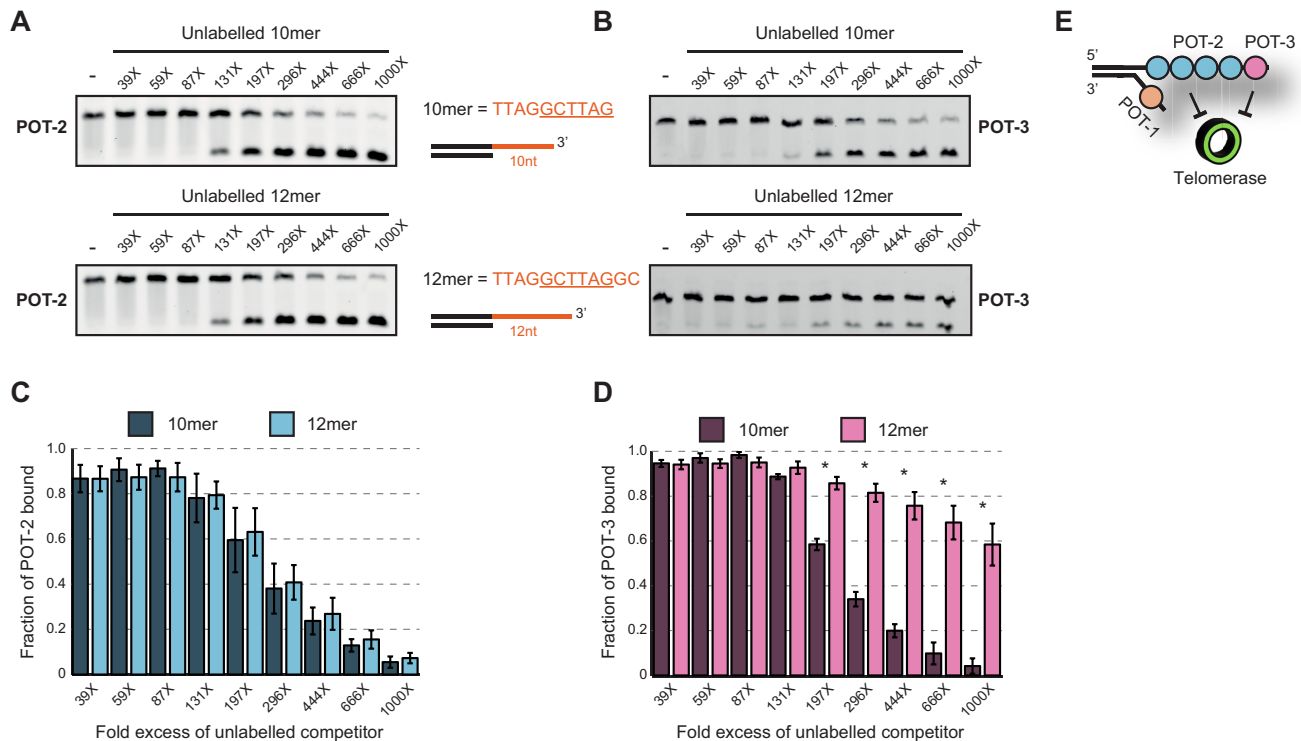 A
Unlabelled 10mer
- 39X 59X 87X 131X 197X 296X 444X 666X 1000X
POT-2
10mer = TTAGGCTTAG
3'
10nt
Unlabelled 12mer
- 39X 59X 87X 131X 197X 296X 444X 666X 1000X
POT-2
12mer = TTAGGCTTAGGC
3'
12nt
B
Unlabelled 10mer
- 39X 59X 87X 131X 197X 296X 444X 666X 1000X
POT-3
Unlabelled 12mer
- 39X 59X 87X 131X 197X 296X 444X 666X 1000X
POT-3
E
5'
3'
POT-2
POT-3
POT-1
Telomerase
C
10mer 12mer
Fraction of POT-2 bound
1.0
0.8
0.6
0.4
0.2
0
39X 59X 87X 131X 197X 296X 444X 666X 1000X
Fold excess of unlabelled competitor
D
10mer 12mer
Fraction of POT-3 bound
1.0
0.8
0.6
0.4
0.2
0
* * * * *
39X 59X 87X 131X 197X 296X 444X 666X 1000X
Fold excess of unlabelled competitor